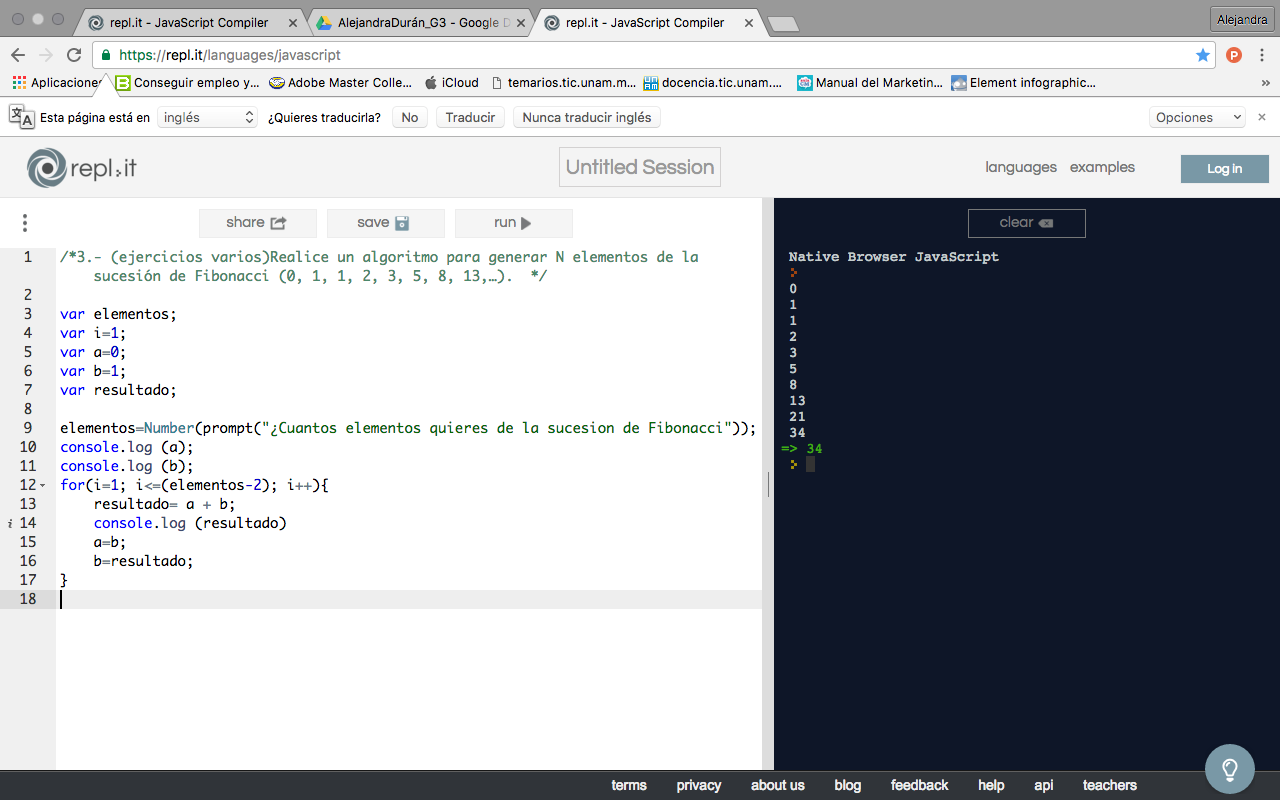 repl.it - JavaScript Compiler
AlejandraDurán_G3 - Google D
repl.it - JavaScript Compiler
Alejandra
https://repl.it/languages/javascript
Aplicaciones
Conseguir empleo y...
Adobe Master Colle...
iCloud
temarios.tic.unam.m...
docencia.tic.unam....
Manual del Marketin...
Element infographic...
»
Esta página está en
inglés
¿Quieres traducirla?
No
Traducir
Nunca traducir inglés
Opciones
repl.it
Untitled Session
languages
examples
Log in
share
save
run
clear
1 /*3.- (ejercicios varios)Realice un algoritmo para generar N elementos de la
sucesión de Fibonacci (0, 1, 1, 2, 3, 5, 8, 13,…).  */
2
3 var elementos;
4 var i=1;
5 var a=0;
6 var b=1;
7 var resultado;
8
9 elementos=Number(prompt("¿Cuantos elementos quieres de la sucesion de Fibonacci"));
10 console.log (a);
11 console.log (b);
12 for(i=1; i<=(elementos-2); i++){
13     resultado= a + b;
i 14     console.log (resultado)
15     a=b;
16     b=resultado;
17 }
18
Native Browser JavaScript
0
1
1
2
3
5
8
13
21
34
=> 34
terms
privacy
about us
blog
feedback
help
api
teachers